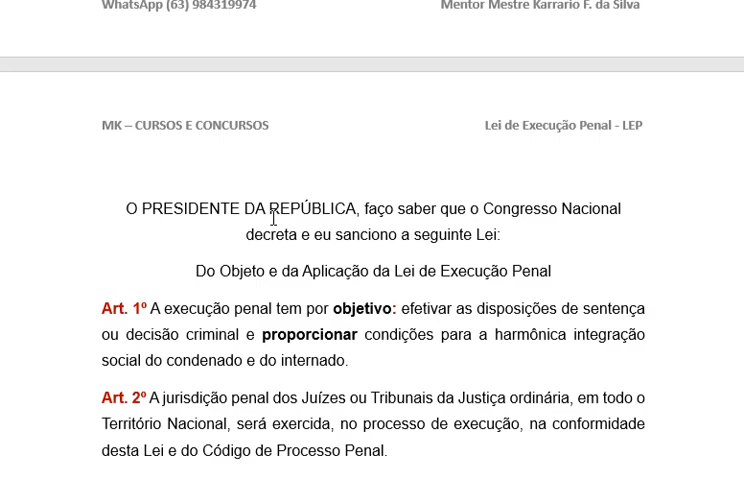 WhatsApp (63) 984319974 Mentor Mestre Karrario F. da Silva
MK – CURSOS E CONCURSOS Lei de Execução Penal - LEP
O PRESIDENTE DA REPÚBLICA, faço saber que o Congresso Nacional
decreta e eu sanciono a seguinte Lei:
Do Objeto e da Aplicação da Lei de Execução Penal
Art. 1º A execução penal tem por objetivo: efetivar as disposições de sentença
ou decisão criminal e proporcionar condições para a harmônica integração
social do condenado e do internado.
Art. 2º A jurisdição penal dos Juízes ou Tribunais da Justiça ordinária, em todo o
Território Nacional, será exercida, no processo de execução, na conformidade
desta Lei e do Código de Processo Penal.